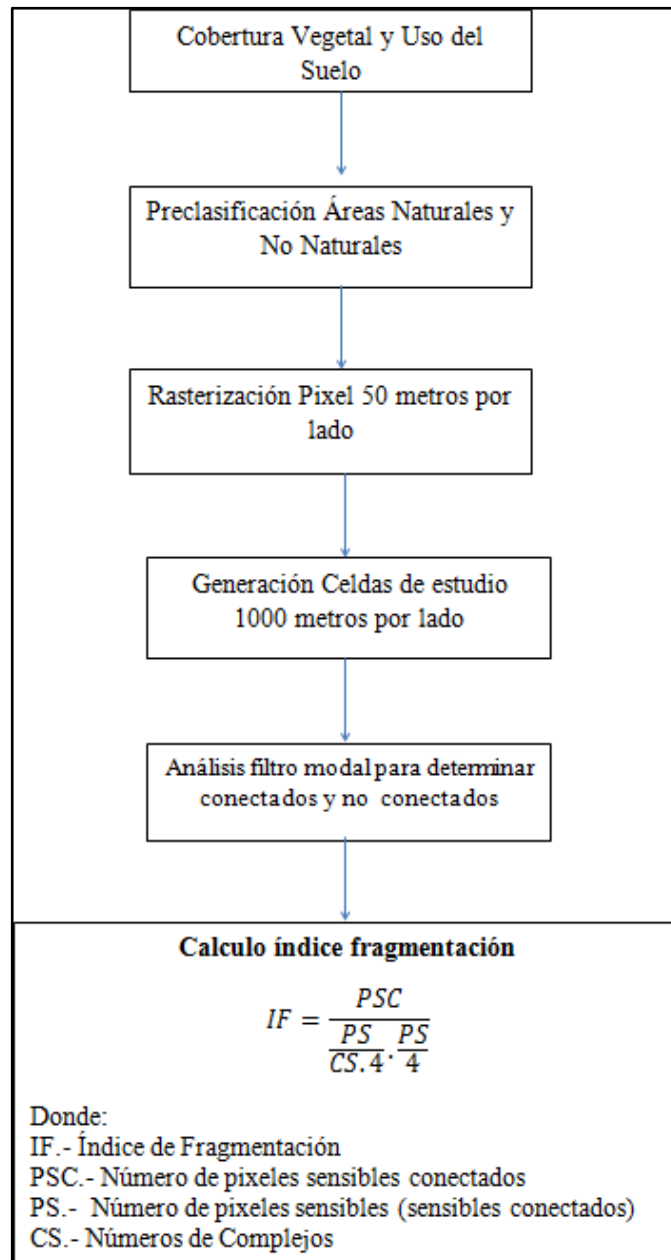 Cobertura Vegetal y Uso del
Suelo
Preclasificación Áreas Naturales y
No Naturales
Rasterización Pixel 50 metros por
lado
Generación Celdas de estudio
1000 metros por lado
Análisis filtro modal para determinar
conectados y no conectados
Calculo índice fragmentación
IF = PSC / (PS / CS.4 . PS / 4)
Donde:
IF.- Índice de Fragmentación
PSC.- Número de pixeles sensibles conectados
PS.- Número de pixeles sensibles (sensibles conectados)
CS.- Números de Complejos